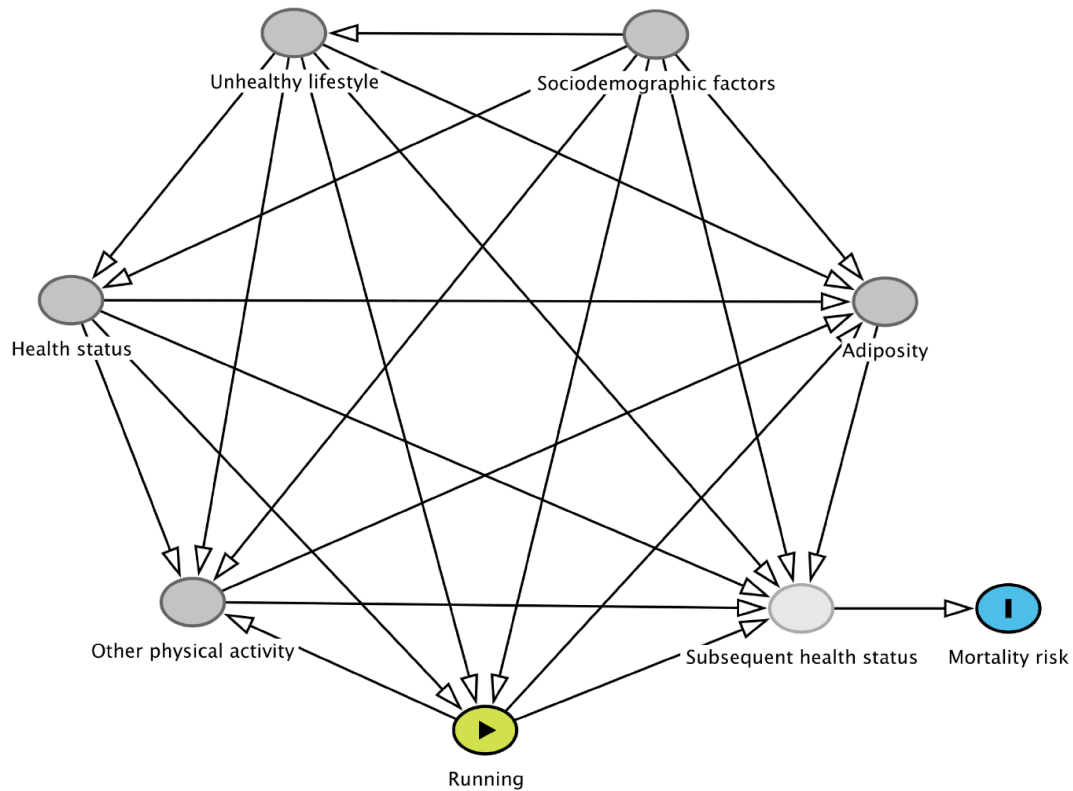 Unhealthy lifestyle
Sociodemographic factors
Health status
Adiposity
Other physical activity
Subsequent health status
Mortality risk
Running